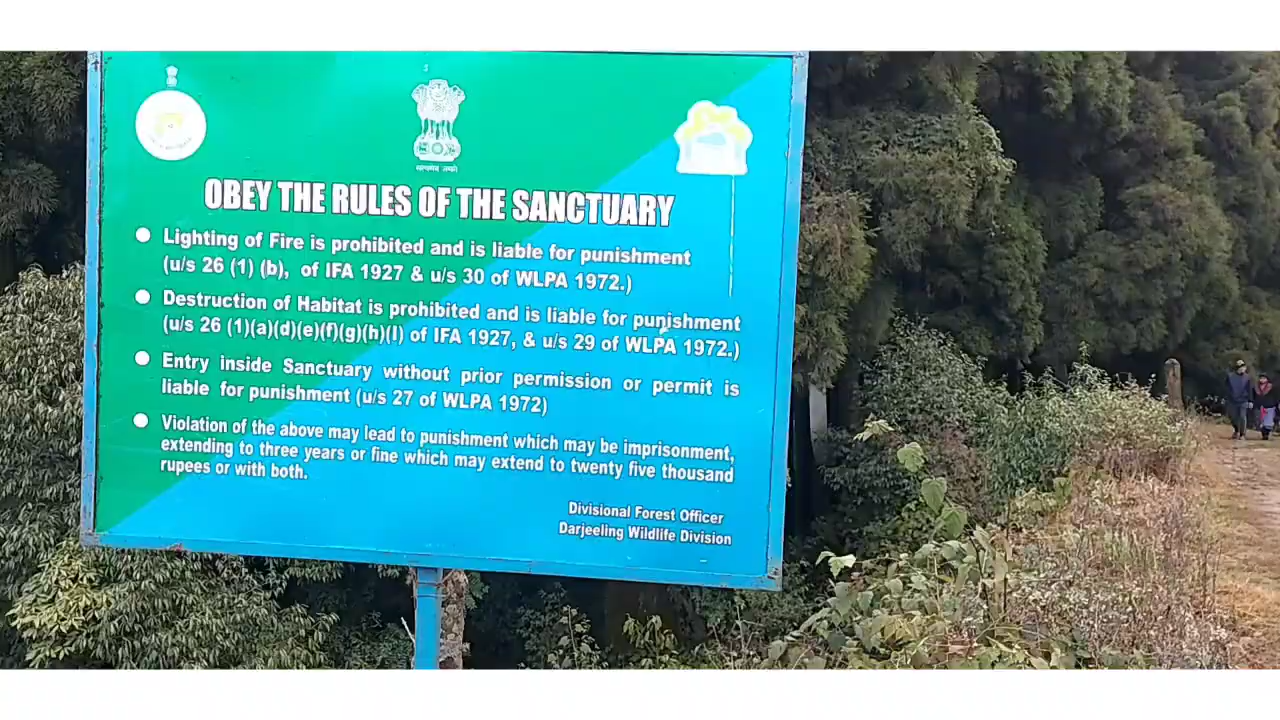 सत्यमेव जयते
OBEY THE RULES OF THE SANCTUARY
Lighting of Fire is prohibited and is liable for punishment
(u/s 26 (1) (b), of IFA 1927 & u/s 30 of WLPA 1972.)
Destruction of Habitat is prohibited and is liable for punishment
(u/s 26 (1)(a)(d)(e)(f)(g)(h)(I) of IFA 1927, & u/s 29 of WLPA 1972.)
Entry inside Sanctuary without prior permission or permit is
liable for punishment (u/s 27 of WLPA 1972)
Violation of the above may lead to punishment which may be imprisonment,
extending to three years or fine which may extend to twenty five thousand
rupees or with both.
Divisional Forest Officer
Darjeeling Wildlife Division